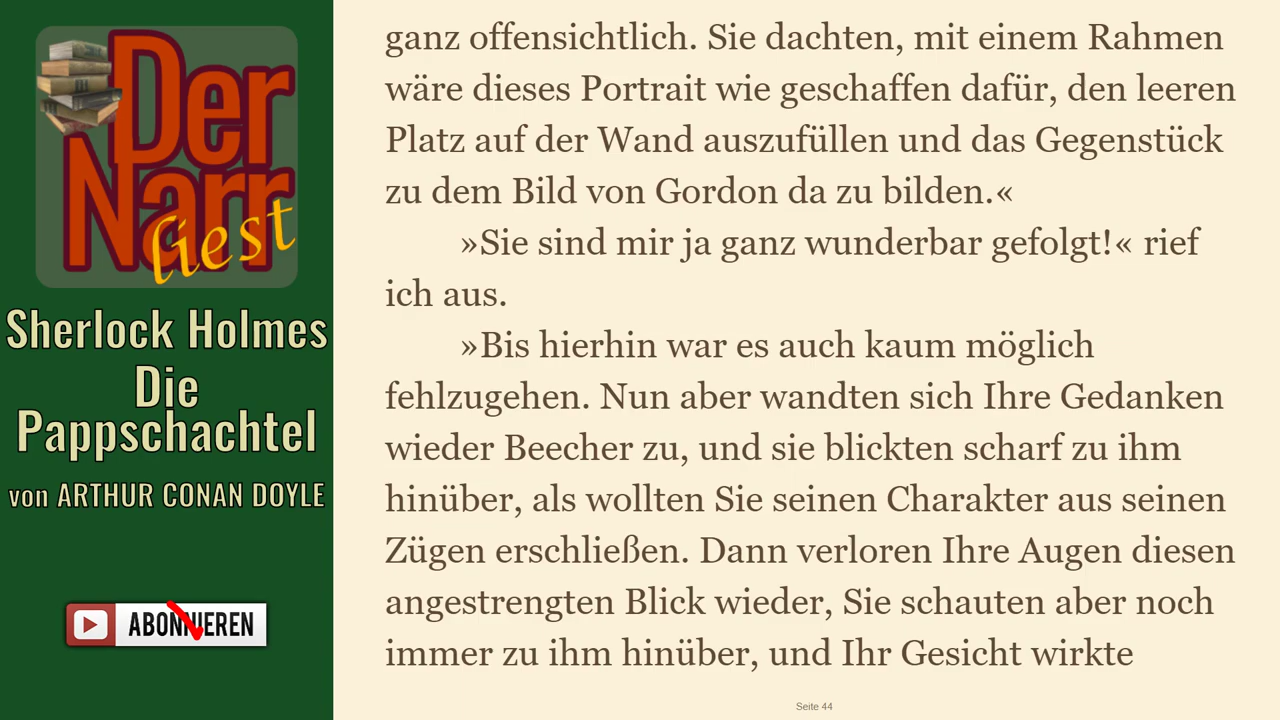 Der
Narr
liest
Sherlock Holmes
Die
Pappschachtel
von ARTHUR CONAN DOYLE
ABONNIEREN
ganz offensichtlich. Sie dachten, mit einem Rahmen
wäre dieses Portrait wie geschaffen dafür, den leeren
Platz auf der Wand auszufüllen und das Gegenstück
zu dem Bild von Gordon da zu bilden.«
»Sie sind mir ja ganz wunderbar gefolgt!« rief
ich aus.
»Bis hierhin war es auch kaum möglich
fehlzugehen. Nun aber wandten sich Ihre Gedanken
wieder Beecher zu, und sie blickten scharf zu ihm
hinüber, als wollten Sie seinen Charakter aus seinen
Zügen erschließen. Dann verloren Ihre Augen diesen
angestrengten Blick wieder, Sie schauten aber noch
immer zu ihm hinüber, und Ihr Gesicht wirkte
Seite 44